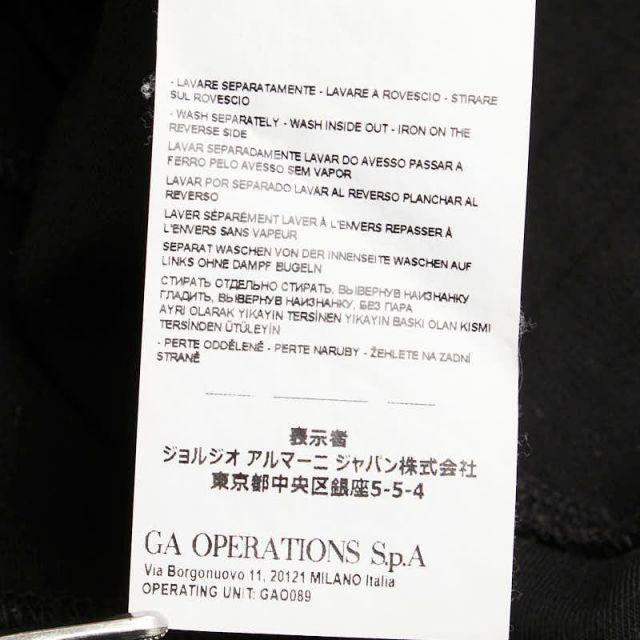 - LAVARE SEPARATAMENTE - LAVARE A ROVESCIO - STIRARE
SUL ROVESCIO
- WASH SEPARATELY - WASH INSIDE OUT - IRON ON THE
REVERSE SIDE
LAVAR SEPARADAMENTE LAVAR DO AVESSO PASSAR A
FERRO PELO AVESSO SEM VAPOR
LAVAR POR SEPARADO LAVAR AL REVERSO PLANCHAR AL
REVERSO
LAVER SÉPARÉMENT LAVER À L'ENVERS REPASSER À
L'ENVERS SANS VAPEUR
SEPARAT WASCHEN VON DER INNENSEITE WASCHEN AUF
LINKS OHNE DAMPF BUGELN
СТИРАТЬ ОТДЕЛЬНО СТИРАТЬ, ВЫВЕРНУВ НАИЗНАНКУ
ГЛАДИТЬ, ВЫВЕРНУВ НАИЗНАНКУ, БЕЗ ПАРА
AYRI OLARAK YIKAYIN TERSINEN YIKAYIN BASKI OLAN KISMI
TERSİNDEN ÜTÜLEYİN
- PERTE ODDĚLENĚ - PERTE NARUBY - ŽEHLETE NA ZADNÍ
STRANĚ
表示者
ジョルジオ アルマーニ ジャパン株式会社
東京都中央区銀座5-5-4
GA OPERATIONS S.p.A
Via Borgonuovo 11, 20121 MILANO Italia
OPERATING UNIT: GAO089